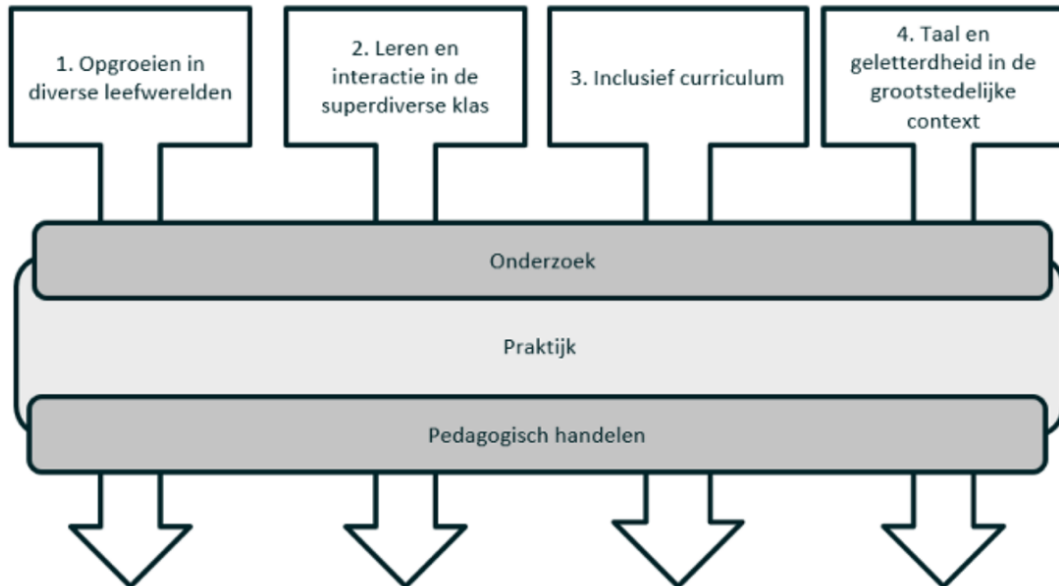 1. Opgroeien in
diverse leefwerelden
2. Leren en
interactie in de
superdiverse klas
3. Inclusief curriculum
4. Taal en
geletterdheid in de
grootstedelijke
context
Onderzoek
Praktijk
Pedagogisch handelen